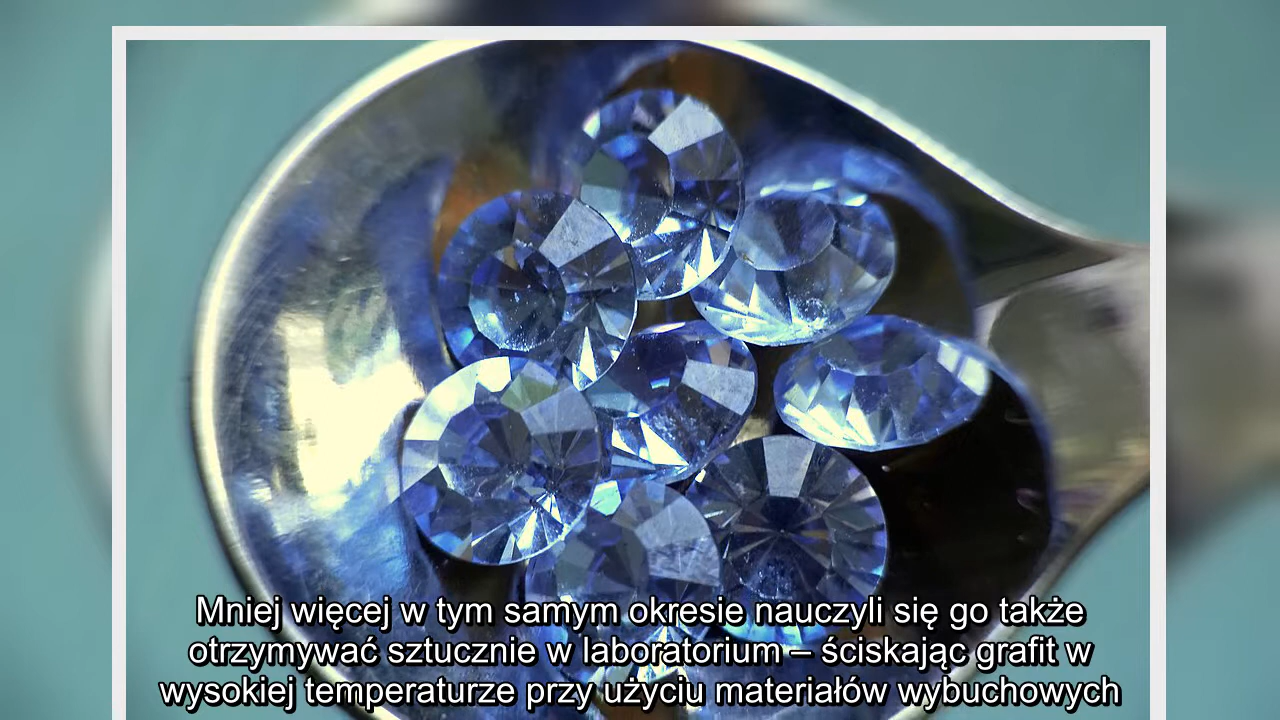 Mniej więcej w tym samym okresie nauczyli się go także
otrzymywać sztucznie w laboratorium – ściskając grafit w
wysokiej temperaturze przy użyciu materiałów wybuchowych